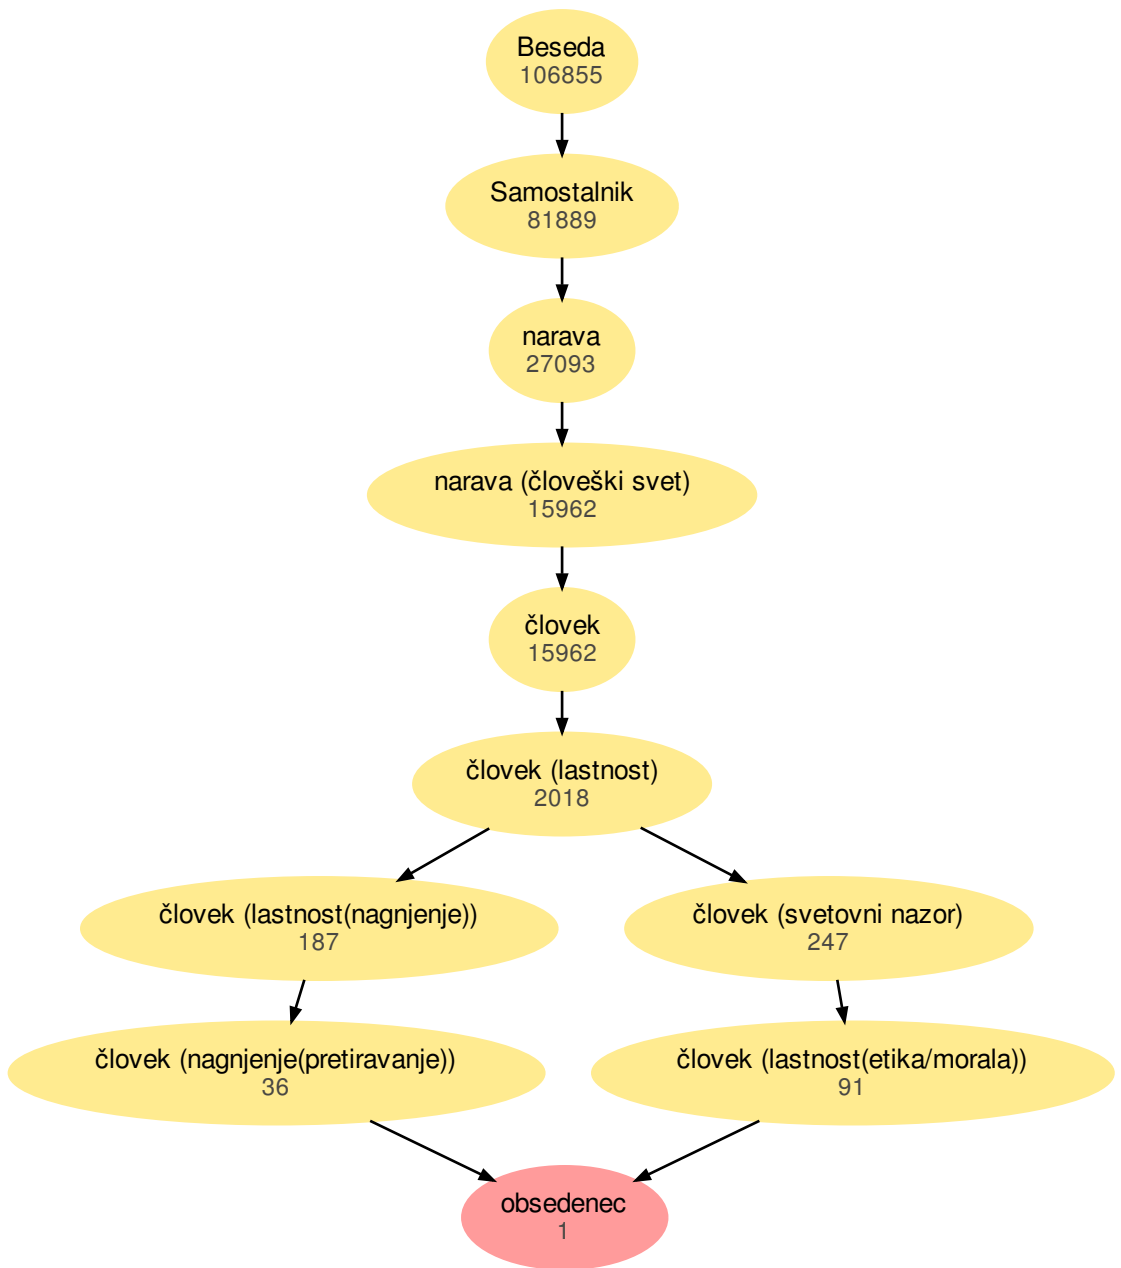 Beseda
106855
Samostalnik
81889
narava
27093
narava (človeški svet)
15962
človek
15962
človek (lastnost)
2018
človek (lastnost(nagnjenje))
187
človek (svetovni nazor)
247
človek (nagnjenje(pretiravanje))
36
človek (lastnost(etika/morala))
91
obsedenec
1